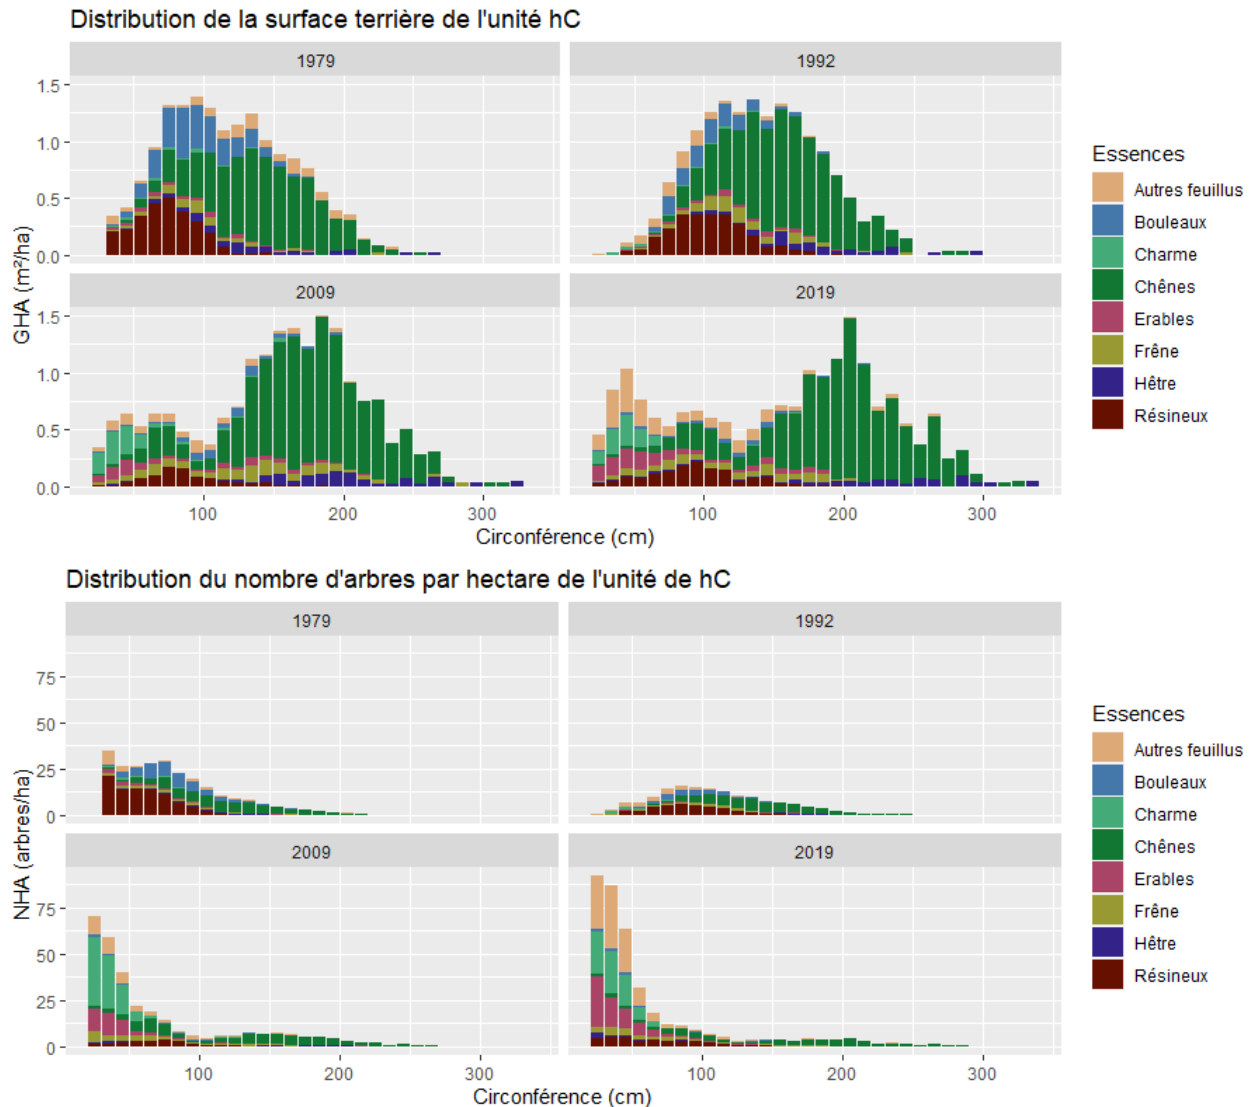 Distribution de la surface terrière de l'unité hC
1979
1992
1.5
1.0
0.5
0.0
2009
2019
1.5
1.0
0.5
0.0
GHA (m²/ha)
100
200
300
100
200
300
Circonférence (cm)
Essences
Autres feuillus
Bouleaux
Charme
Chênes
Erables
Frêne
Hêtre
Résineux
Distribution du nombre d'arbres par hectare de l'unité de hC
1979
1992
75
50
25
0
2009
2019
75
50
25
0
NHA (arbres/ha)
100
200
300
100
200
300
Circonférence (cm)
Essences
Autres feuillus
Bouleaux
Charme
Chênes
Erables
Frêne
Hêtre
Résineux